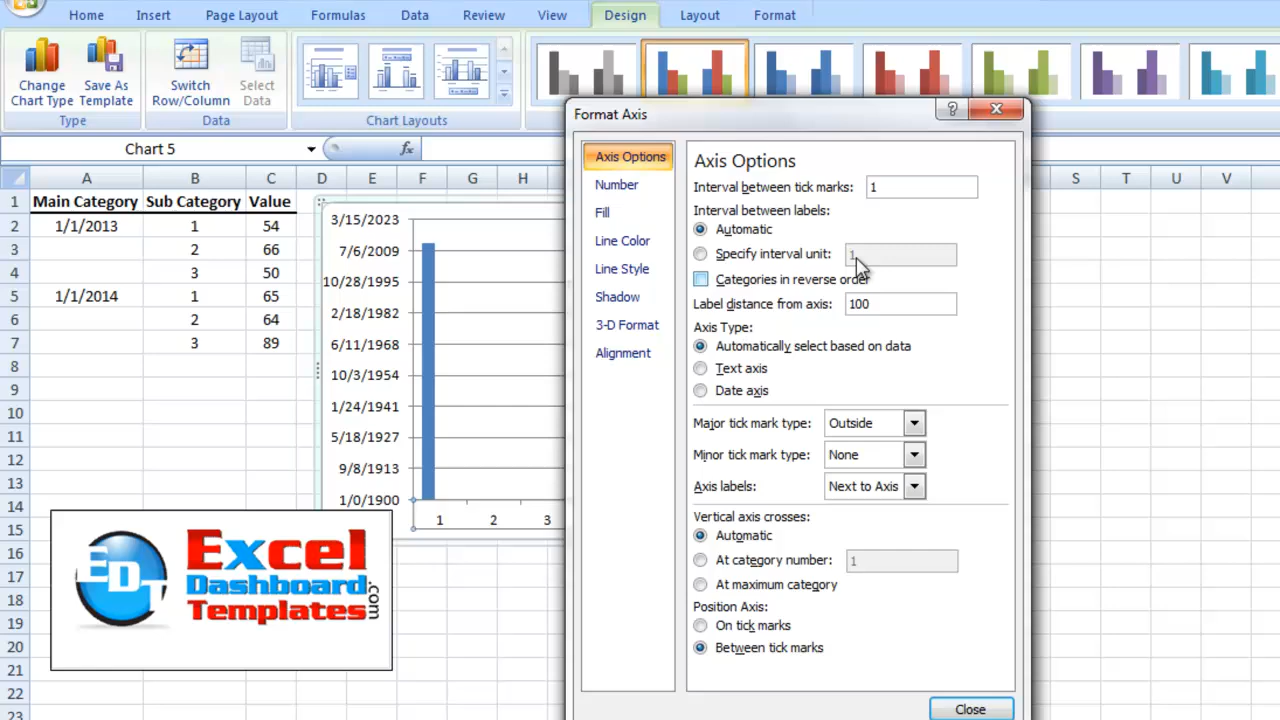 Home Insert Page Layout Formulas Data Review View Design Layout Format
Change Chart Type
Save As Template
Switch Row/Column
Select Data
Type Data Chart Layouts
Chart 5 fx
A B C D E F G H S T U V
1 Main Category Sub Category Value
2 1/1/2013 1 54
3 2 66
4 3 50
5 1/1/2014 1 65
6 2 64
7 3 89
8
9
10
11
12
13
14
15
16
17
18
19
20
21
22
23
3/15/2023
7/6/2009
10/28/1995
2/18/1982
6/11/1968
10/3/1954
1/24/1941
5/18/1927
9/8/1913
1/0/1900
1 2 3
EDT
Excel
Dashboard
Templates
.com
Format Axis
Axis Options
Number
Fill
Line Color
Line Style
Shadow
3-D Format
Alignment
Axis Options
Interval between tick marks: 1
Interval between labels:
Automatic
Specify interval unit: 1
Categories in reverse order
Label distance from axis: 100
Axis Type:
Automatically select based on data
Text axis
Date axis
Major tick mark type: Outside
Minor tick mark type: None
Axis labels: Next to Axis
Vertical axis crosses:
Automatic
At category number: 1
At maximum category
Position Axis:
On tick marks
Between tick marks
Close